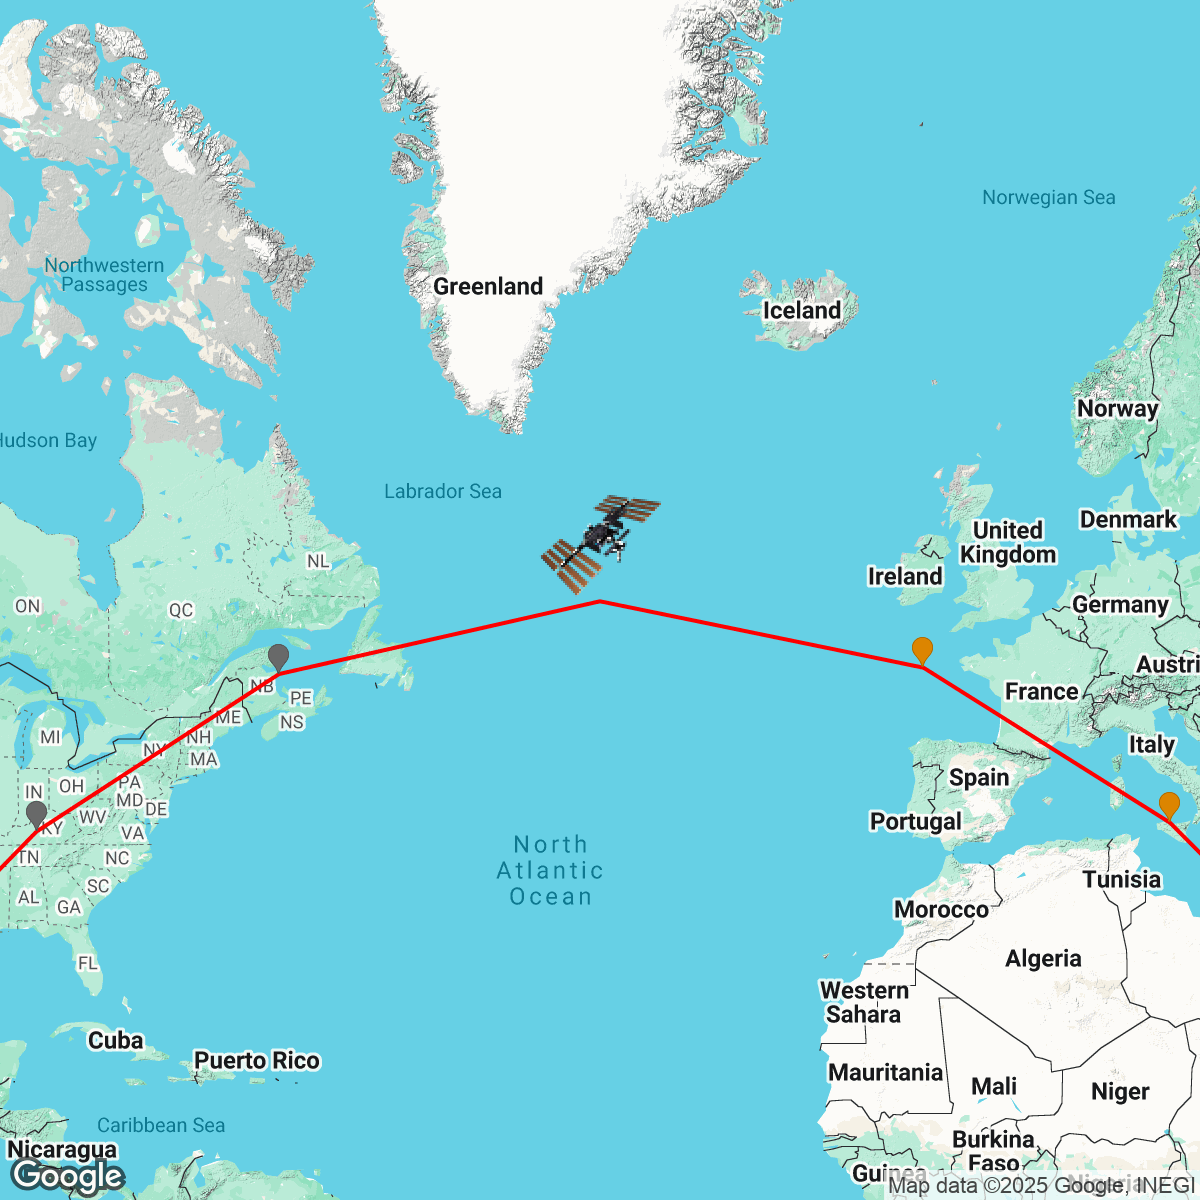 Norwegian Sea
Northwestern
Passages
Greenland
Iceland
Norway
Hudson Bay
Labrador Sea
Denmark
United
Kingdom
NL
Ireland
ON
QC
Germany
Austri
NB
PE
France
ME
NS
MI
NH
NY
Italy
MA
IN
OH
PA
Spain
MD
DE
WV
Portugal
KY
VA
North
Atlantic
Ocean
TN
NC
Tunisia
SC
AL
GA
Morocco
FL
Algeria
Western
Sahara
Cuba
Puerto Rico
Mauritania
Mali
Niger
Caribbean Sea
Nicaragua
Burkina
Faso
Guinea
Nigeria
Google
Map data ©2025 Google, INEGI